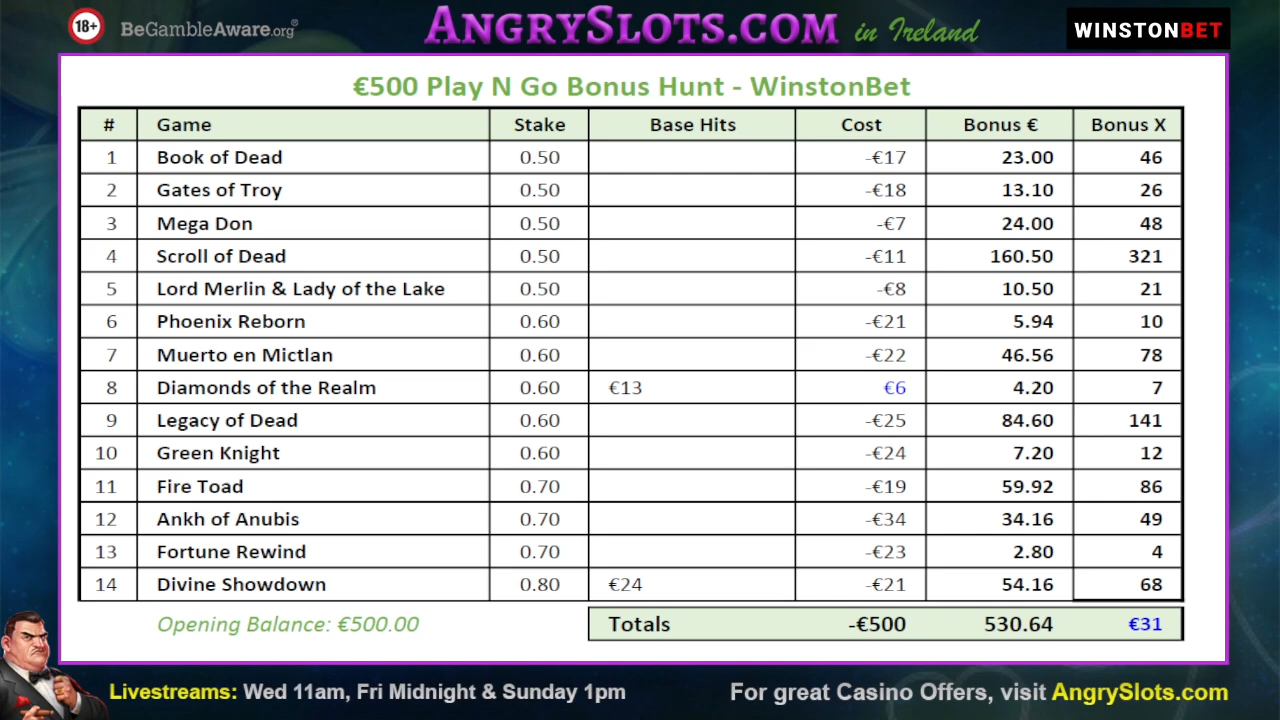 18+ BeGambleAware.org® AngrySlots.com in Ireland WINSTONBET
€500 Play N Go Bonus Hunt - WinstonBet
# Game Stake Base Hits Cost Bonus € Bonus X
1 Book of Dead 0.50 -€17 23.00 46
2 Gates of Troy 0.50 -€18 13.10 26
3 Mega Don 0.50 -€7 24.00 48
4 Scroll of Dead 0.50 -€11 160.50 321
5 Lord Merlin & Lady of the Lake 0.50 -€8 10.50 21
6 Phoenix Reborn 0.60 -€21 5.94 10
7 Muerto en Mictlan 0.60 -€22 46.56 78
8 Diamonds of the Realm 0.60 €13 €6 4.20 7
9 Legacy of Dead 0.60 -€25 84.60 141
10 Green Knight 0.60 -€24 7.20 12
11 Fire Toad 0.70 -€19 59.92 86
12 Ankh of Anubis 0.70 -€34 34.16 49
13 Fortune Rewind 0.70 -€23 2.80 4
14 Divine Showdown 0.80 €24 -€21 54.16 68
Opening Balance: €500.00 Totals -€500 530.64 €31
Livestreams: Wed 11am, Fri Midnight & Sunday 1pm For great Casino Offers, visit AngrySlots.com